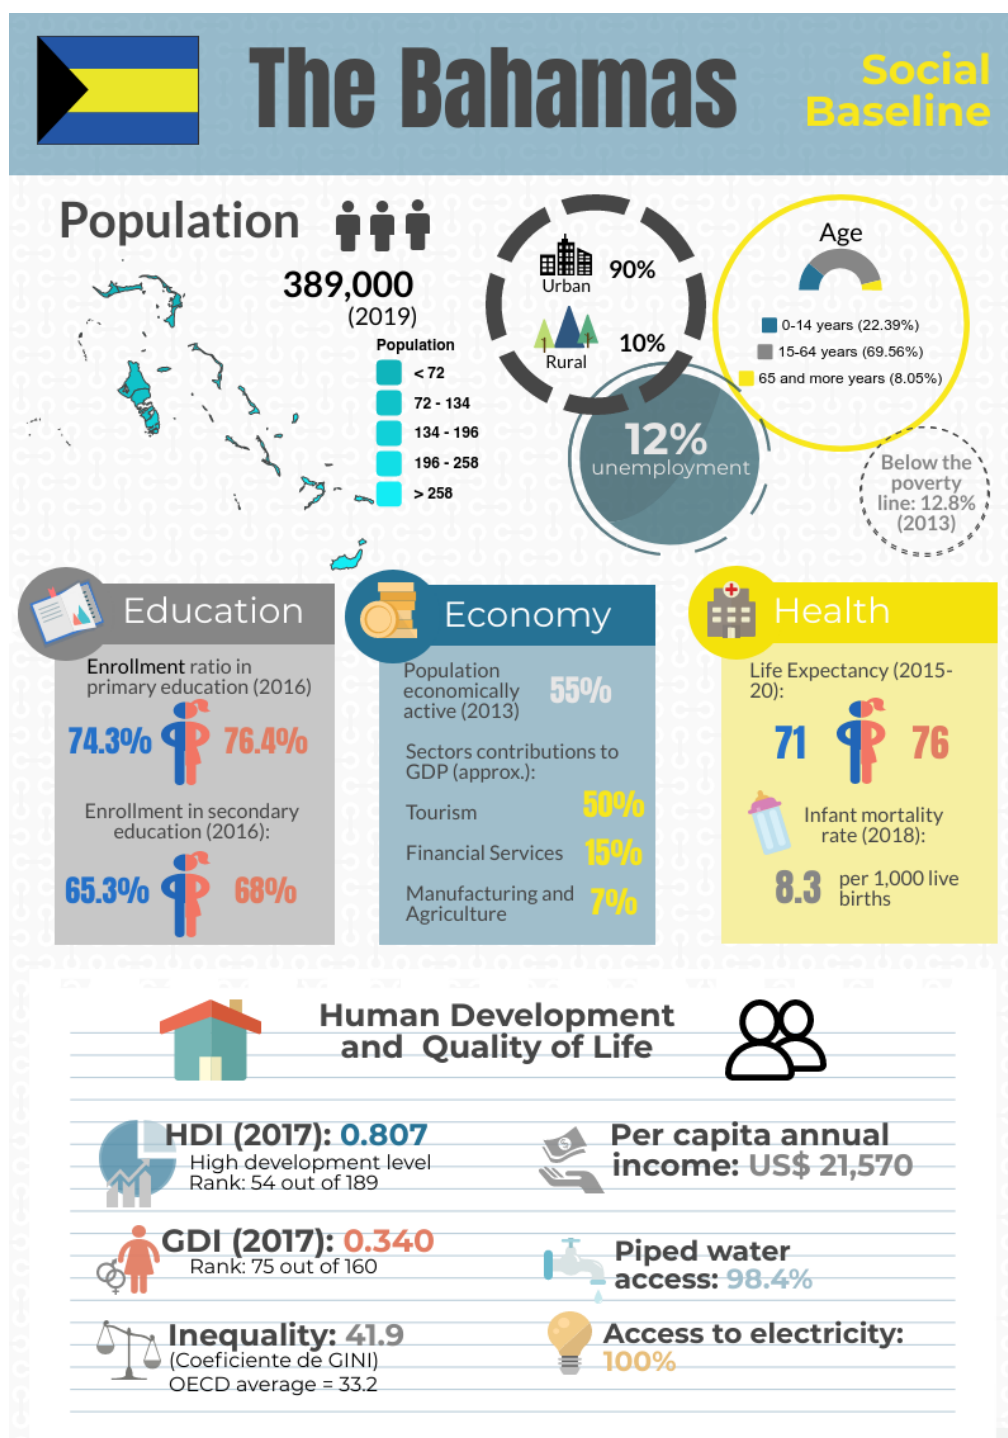 The Bahamas
Social
Baseline
Population
389,000
(2019)
Population
< 72
72 - 134
134 - 196
196 - 258
> 258
90%
Urban
10%
Rural
Age
0-14 years (22.39%)
15-64 years (69.56%)
65 and more years (8.05%)
12%
unemployment
Below the
poverty
line: 12.8%
(2013)
Education
Enrollment ratio in
primary education (2016)
74.3% 76.4%
Enrollment in secondary
education (2016):
65.3% 68%
Economy
Population
economically
active (2013)
55%
Sectors contributions to
GDP (approx.):
Tourism 50%
Financial Services 15%
Manufacturing and
Agriculture
7%
Health
Life Expectancy (2015-
20):
71 76
Infant mortality
rate (2018):
8.3 per 1,000 live
births
Human Development
and Quality of Life
HDI (2017): 0.807
High development level
Rank: 54 out of 189
GDI (2017): 0.340
Rank: 75 out of 160
Inequality: 41.9
(Coeficiente de GINI)
OECD average = 33.2
Per capita annual
income: US$ 21,570
Piped water
access: 98.4%
Access to electricity:
100%